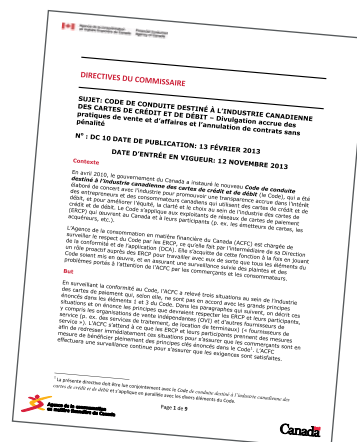 Agence de la consommation en matière financière du Canada
Financial Consumer Agency of Canada
DIRECTIVES DU COMMISSAIRE
SUJET: CODE DE CONDUITE DESTINÉ À L'INDUSTRIE CANADIENNE
DES CARTES DE CRÉDIT ET DE DÉBIT – Divulgation accrue des
pratiques de vente et d'affaires et l'annulation de contrats sans
pénalité
N° : DC 10 DATE DE PUBLICATION: 13 FÉVRIER 2013
DATE D'ENTRÉE EN VIGUEUR: 12 NOVEMBRE 2013
Contexte
En avril 2010, le gouvernement du Canada a instauré le nouveau Code de conduite
destiné à l'industrie canadienne des cartes de crédit et de débit (le Code), qui a été
élaboré de concert avec l'industrie pour promouvoir une transparence accrue dans l'intérêt
des entrepreneurs et des consommateurs canadiens qui utilisent des cartes de crédit et de
débit, et pour améliorer l'équité, la clarté et le choix au sein de l'industrie des cartes de
crédit et de débit. Le Code s'applique aux exploitants de réseaux de cartes de paiement
(ERCP) qui œuvrent au Canada et à leurs participants (p. ex. les émetteurs de cartes, les
acquéreurs, etc.).
L'Agence de la consommation en matière financière du Canada (ACFC) est chargée de
surveiller le respect du Code par les ERCP, ce qu'elle fait par l'intermédiaire de sa Direction
de la conformité et de l'application (DCA). Elle s'acquitte de cette fonction à la fois en jouant
un rôle proactif auprès des ERCP pour travailler avec eux de sorte que tous les éléments du
Code soient mis en œuvre, et en assurant une surveillance suivie des plaintes et des
problèmes portés à l'attention de l'ACFC par les commerçants et les consommateurs.
But
En surveillant la conformité au Code, l'ACFC a relevé trois situations au sein de l'industrie
des cartes de paiement qui, selon elle, ne sont pas en accord avec les grands principes
énoncés dans les éléments 1 et 3 du Code. Dans les paragraphes qui suivent, on décrit ces
situations et on énonce les principes que devraient respecter les ERCP et leurs participants,
y compris les organisations de vente indépendantes (OVI) et d'autres fournisseurs de
service (p. ex. des services de traitement, de location de terminaux) (« fournisseurs de
service »). L'ACFC s'attend à ce que les ERCP et leurs participants prennent des mesures
afin de redresser immédiatement ces situations pour s'assurer que les commerçants sont en
mesure de bénéficier pleinement des principes clés énoncés dans le Code¹. L'ACFC
effectuera une surveillance continue pour s'assurer que les exigences sont satisfaites.
¹ La présente directive doit être lue conjointement avec le Code de conduite destiné à l'industrie canadienne des
cartes de crédit et de débit et s'applique en parallèle avec les divers éléments du Code.
Page 1 de 9
Agence de la consommation
en matière financière du Canada
Canada